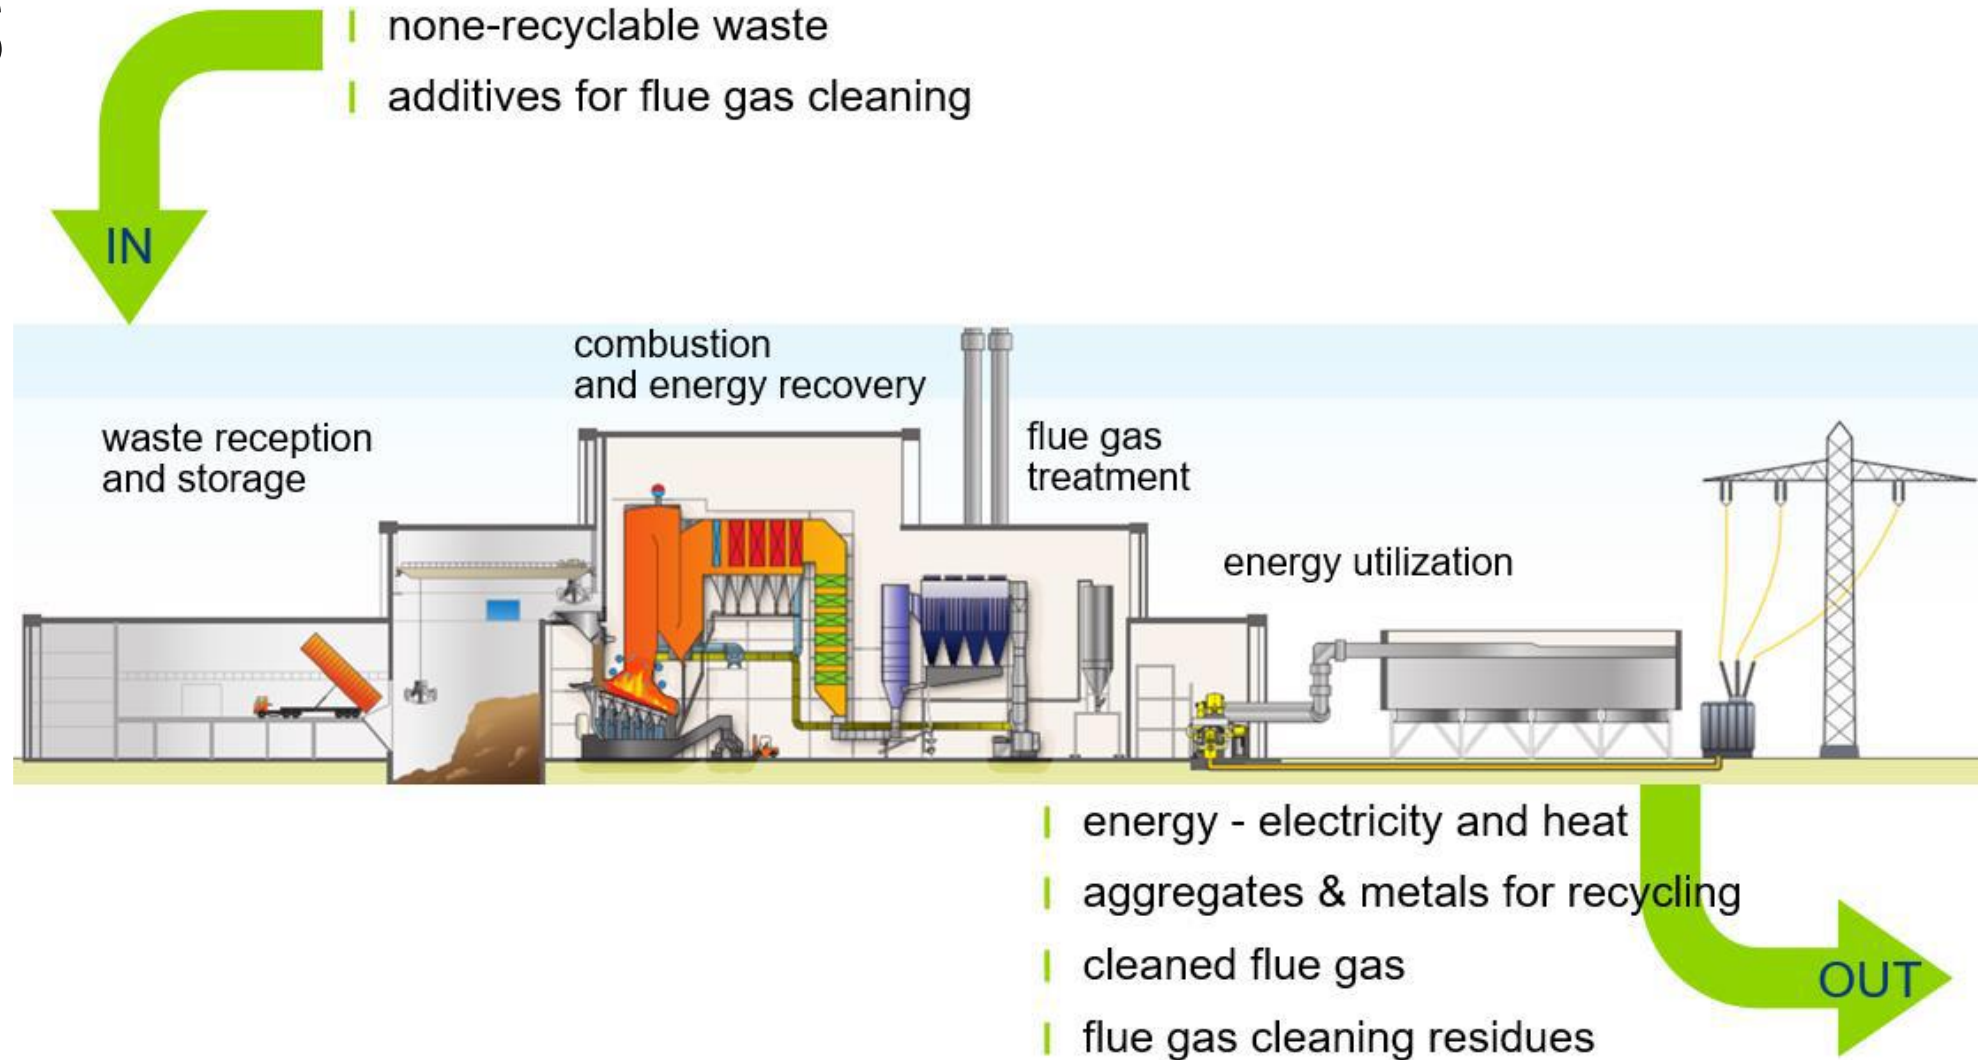 none-recyclable waste
additives for flue gas cleaning
IN
combustion
and energy recovery
waste reception
and storage
flue gas
treatment
energy utilization
energy - electricity and heat
aggregates & metals for recycling
cleaned flue gas
flue gas cleaning residues
OUT